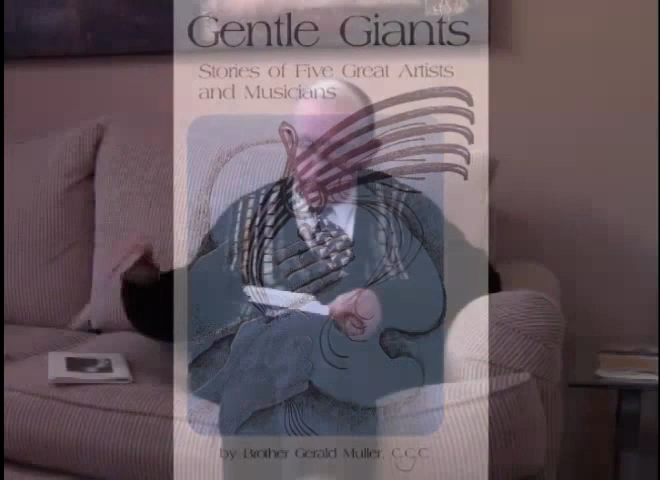 Gentle Giants
Stories of Five Great Artists
and Musicians
by Brother Gerald Muller, C.S.C.